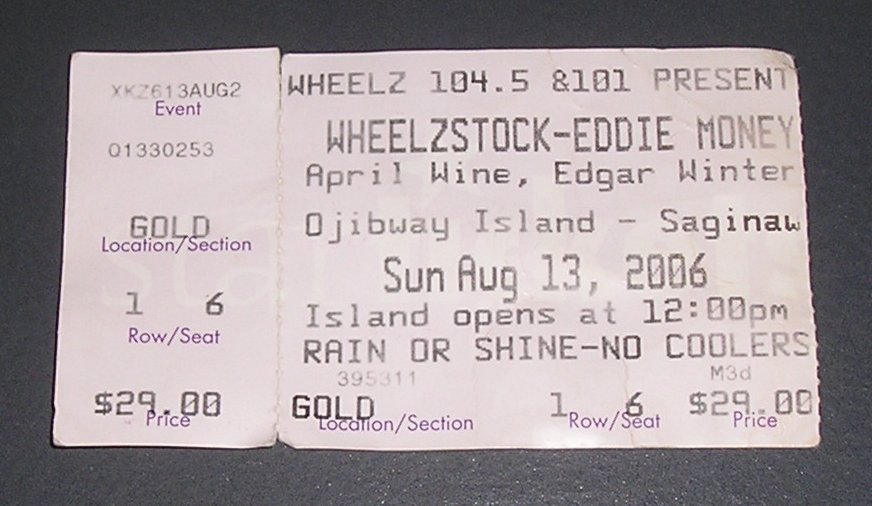 XKZ613AUG2
Event
Q1330253
GOLD
Location/Section
1 6
Row/Seat
$29.00
Price
WHEELZ 104.5 &101 PRESENT
WHEELZSTOCK-EDDIE MONEY
April Wine, Edgar Winter
Ojibway Island - Saginaw
Sun Aug 13, 2006
Island opens at 12:00pm
RAIN OR SHINE-NO COOLERS
395311 M3d
GOLD 1 6 $29.00
Location/Section Row/Seat Price